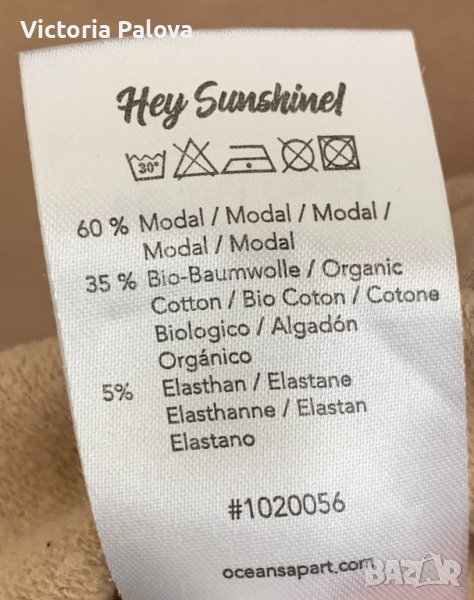 Victoria Palova
Hey Sunshine!
30°
60 % Modal / Modal / Modal /
Modal / Modal
35 % Bio-Baumwolle / Organic
Cotton / Bio Coton / Cotone
Biologico / Algadón
Orgánico
5% Elasthan / Elastane
Elasthanne / Elastan
Elastano
#1020056
oceansapart.com
BAZAR